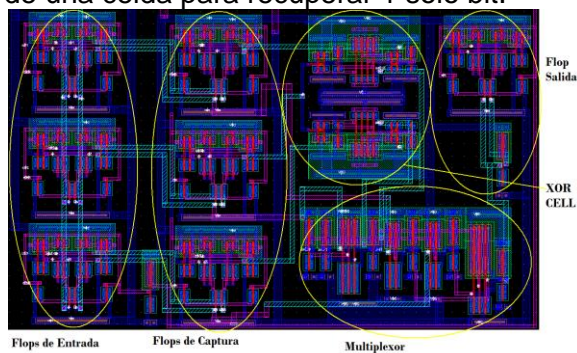 de una celda para recuperar 1 solo bit.
Flop
Salida
XOR
CELL
Flops de Entrada
Flops de Captura
Multiplexor